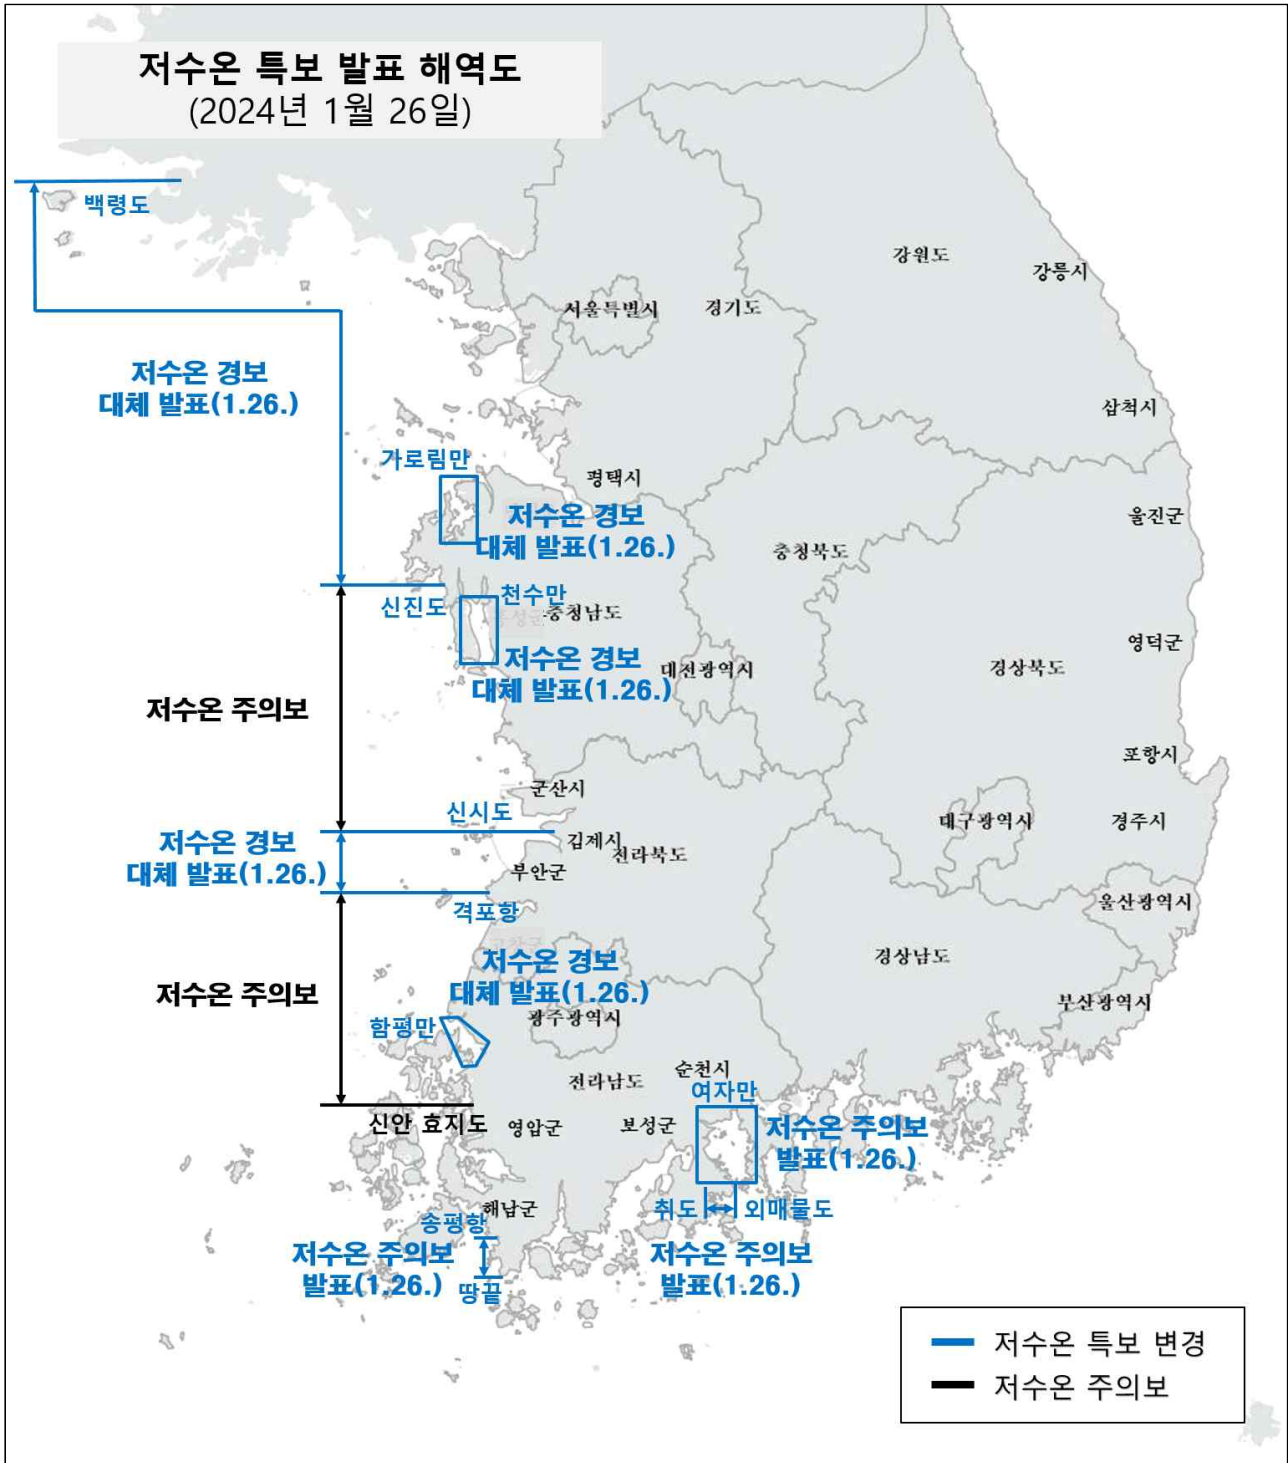 저수온 특보 발표 해역도
(2024년 1월 26일)
백령도
강원도
강릉시
서울특별시
경기도
저수온 경보
대체 발표(1.26.)
삼척시
가로림만
평택시
저수온 경보
대체 발표(1.26.)
울진군
충청북도
신진도
천수만
충청남도
영덕군
저수온 경보
대체 발표(1.26.)
대전광역시
경상북도
저수온 주의보
포항시
군산시
신시도
대구광역시
경주시
저수온 경보
대체 발표(1.26.)
김제시
전라북도
부안군
격포항
울산광역시
저수온 경보
대체 발표(1.26.)
경상남도
저수온 주의보
부산광역시
함평만
광주광역시
전라남도
순천시
여자만
신안 효지도
영암군
보성군
저수온 주의보
발표(1.26.)
해남군
송평항
취도
외매물도
저수온 주의보
발표(1.26.)
땅끝
저수온 주의보
발표(1.26.)
저수온 특보 변경
저수온 주의보